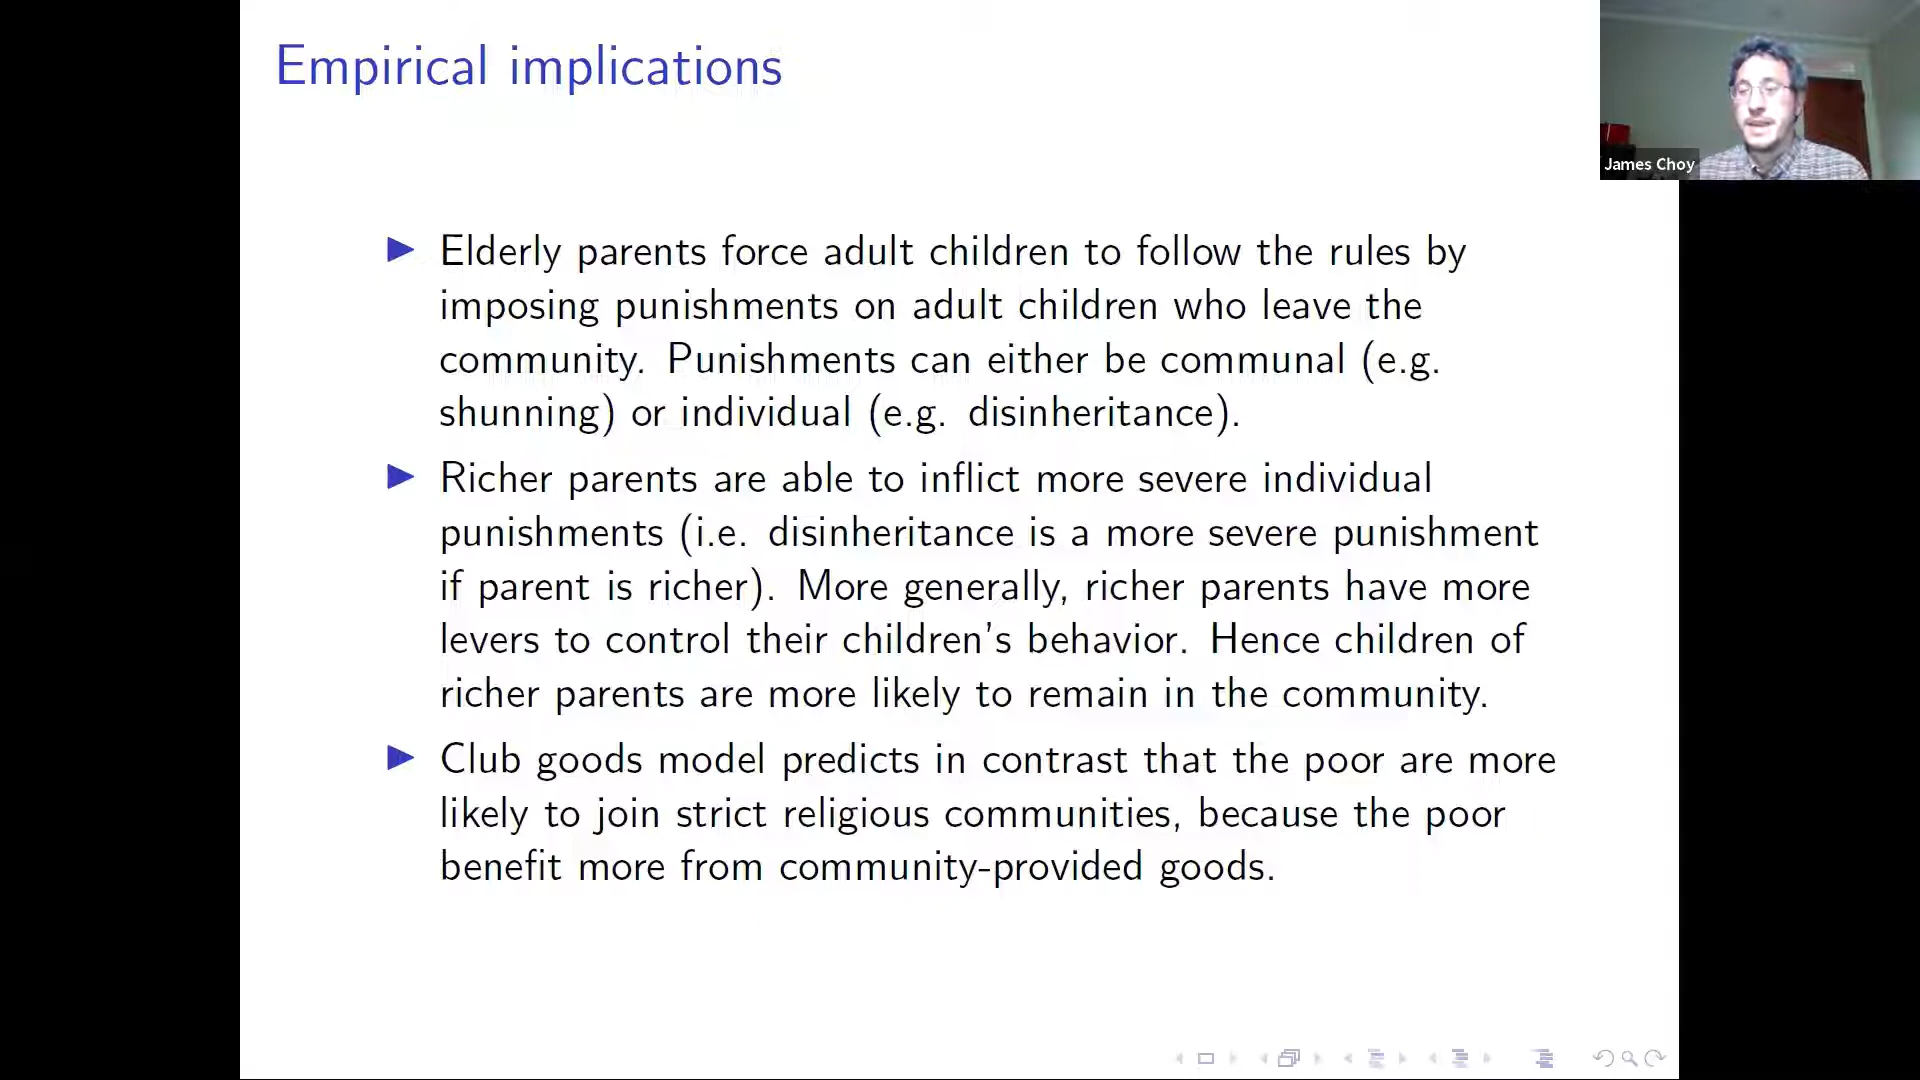 Empirical implications
James Choy
Elderly parents force adult children to follow the rules by
imposing punishments on adult children who leave the
community. Punishments can either be communal (e.g.
shunning) or individual (e.g. disinheritance).
Richer parents are able to inflict more severe individual
punishments (i.e. disinheritance is a more severe punishment
if parent is richer). More generally, richer parents have more
levers to control their children's behavior. Hence children of
richer parents are more likely to remain in the community.
Club goods model predicts in contrast that the poor are more
likely to join strict religious communities, because the poor
benefit more from community-provided goods.